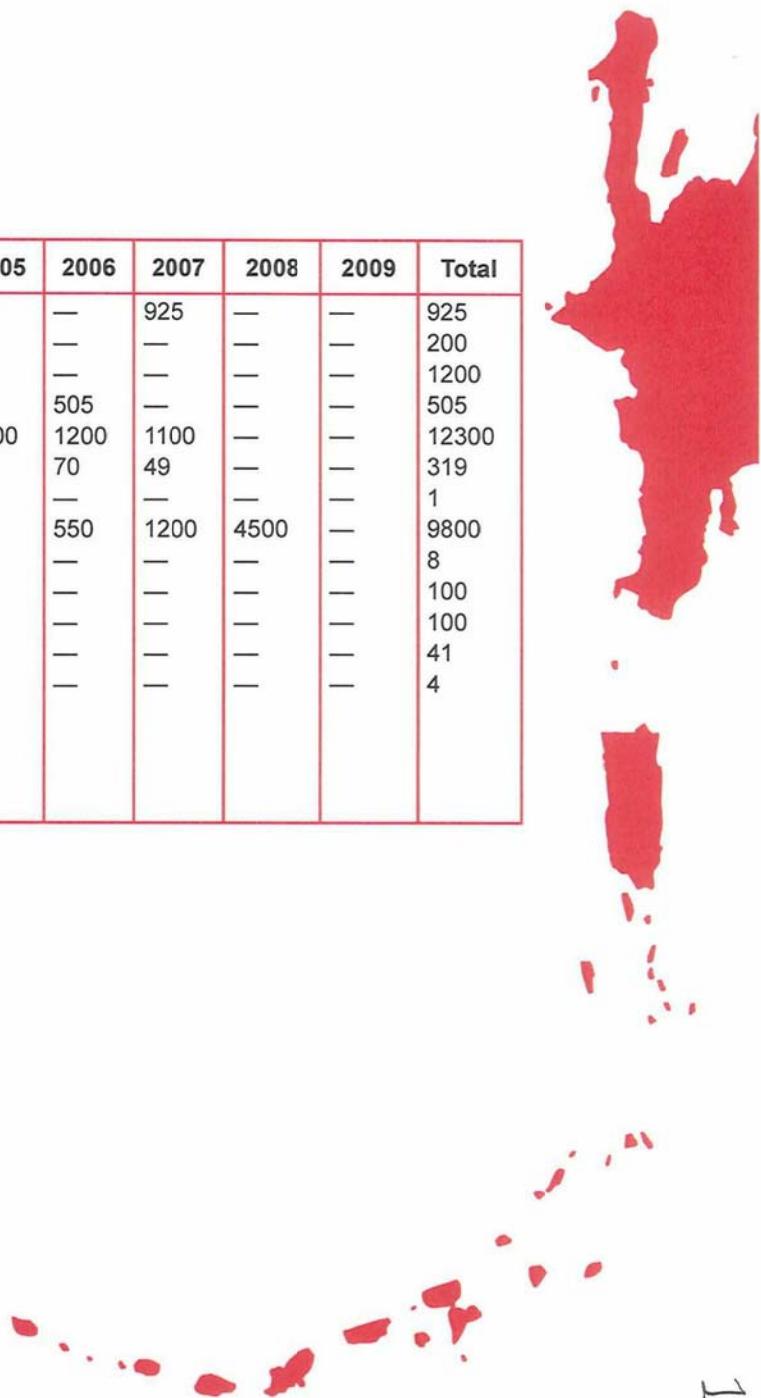 05 2006 2007 2008 2009 Total
— 925 — — 925
— — — — 200
— — — — 1200
505 — — — 505
00 1200 1100 — — 12300
70 49 — — 319
— — — — 1
550 1200 4500 — 9800
— — — — 8
— — — — 100
— — — — 100
— — — — 41
— — — — 4